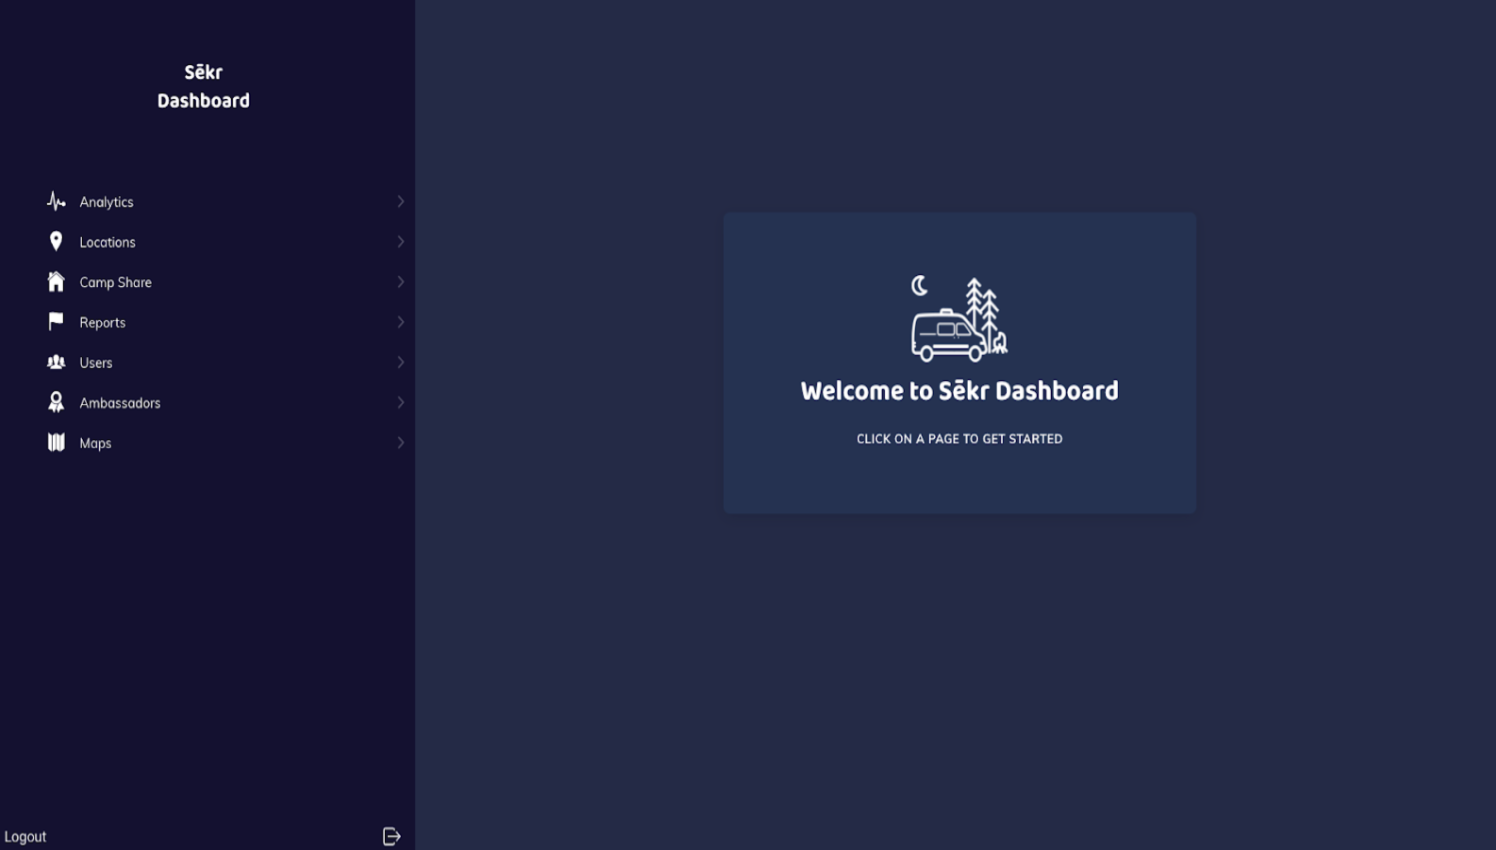 Sēkr
Dashboard
Analytics
Locations
Camp Share
Reports
Users
Ambassadors
Maps
Logout
Welcome to Sēkr Dashboard
CLICK ON A PAGE TO GET STARTED